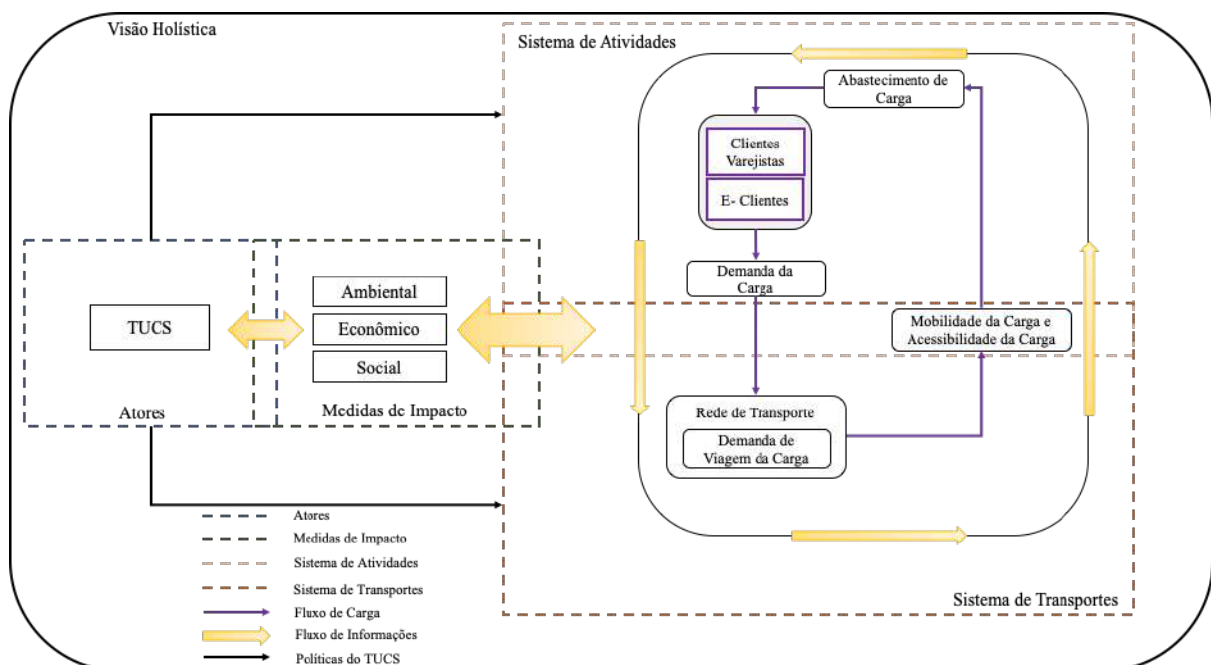 Visão Holística
Sistema de Atividades
Abastecimento de
Carga
Clientes
Varejistas
E- Clientes
Demanda da
Carga
Mobilidade da Carga e
Acessibilidade da Carga
TUCS
Ambiental
Econômico
Social
Atores
Medidas de Impacto
Rede de Transporte
Demanda de
Viagem da Carga
Sistema de Transportes
Atores
Medidas de Impacto
Sistema de Atividades
Sistema de Transportes
Fluxo de Carga
Fluxo de Informações
Políticas do TUCS